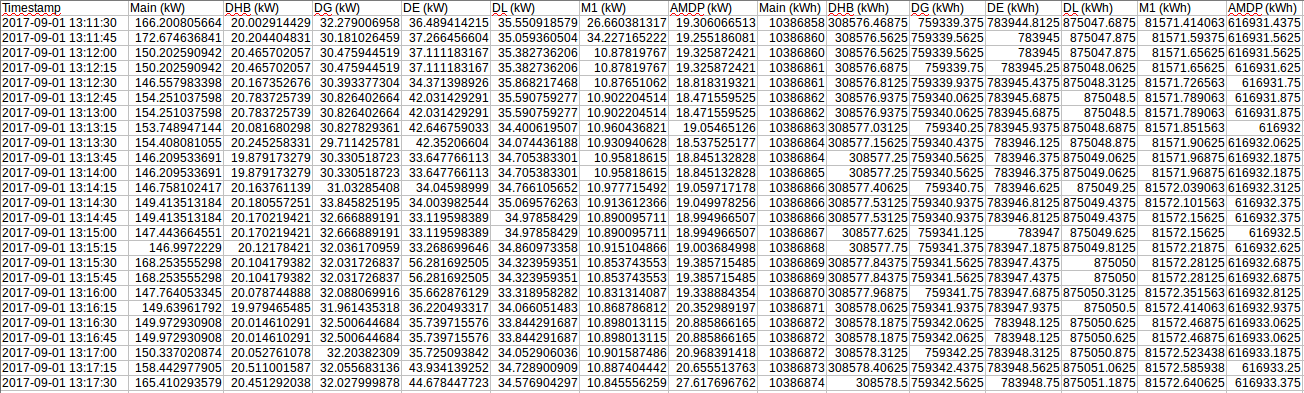 Timestamp Main (kW) DHB (kW) DG (kW) DE (kW) DL (kW) M1 (kW) AMDP (kW) Main (kWh) DHB (kWh) DG (kWh) DE (kWh) DL (kWh) M1 (kWh) AMDP (kWh)
2017-09-01 13:11:30 166.200805664 20.002914429 32.279006958 36.489414215 35.550918579 26.660381317 19.306066513 10386858 308576.46875 759339.375 783944.8125 875047.6875 81571.414063 616931.4375
2017-09-01 13:11:45 172.674636841 20.204404831 30.181026459 37.266456604 35.059360504 34.227165222 19.255186081 10386860 308576.5625 759339.5625 783945 875047.875 81571.59375 616931.5625
2017-09-01 13:12:00 150.202590942 20.465702057 30.475944519 37.111183167 35.382736206 10.87819767 19.325872421 10386860 308576.5625 759339.5625 783945 875047.875 81571.65625 616931.5625
2017-09-01 13:12:15 150.202590942 20.465702057 30.475944519 37.111183167 35.382736206 10.87819767 19.325872421 10386861 308576.6875 759339.75 783945.25 875048.0625 81571.65625 616931.625
2017-09-01 13:12:30 146.557983398 20.167352676 30.393377304 34.371398926 35.868217468 10.87651062 18.818319321 10386861 308576.8125 759339.9375 783945.4375 875048.3125 81571.726563 616931.75
2017-09-01 13:12:45 154.251037598 20.783725739 30.826402664 42.031429291 35.590759277 10.902204514 18.471559525 10386862 308576.9375 759340.0625 783945.6875 875048.5 81571.789063 616931.875
2017-09-01 13:13:00 154.251037598 20.783725739 30.826402664 42.031429291 35.590759277 10.902204514 18.471559525 10386862 308576.9375 759340.0625 783945.6875 875048.5 81571.789063 616931.875
2017-09-01 13:13:15 153.748947144 20.081680298 30.827829361 42.646759033 34.400619507 10.960436821 19.05465126 10386863 308577.03125 759340.25 783945.9375 875048.6875 81571.851563 616932
2017-09-01 13:13:30 154.408081055 20.245258331 29.711425781 42.35206604 34.074436188 10.930940628 18.537525177 10386864 308577.15625 759340.4375 783946.125 875048.875 81571.90625 616932.0625
2017-09-01 13:13:45 146.209533691 19.879173279 30.330518723 33.647766113 34.705383301 10.95818615 18.845132828 10386864 308577.25 759340.5625 783946.375 875049.0625 81571.96875 616932.1875
2017-09-01 13:14:00 146.209533691 19.879173279 30.330518723 33.647766113 34.705383301 10.95818615 18.845132828 10386865 308577.25 759340.5625 783946.375 875049.0625 81571.96875 616932.1875
2017-09-01 13:14:15 146.758102417 20.163761139 31.03285408 34.04598999 34.766105652 10.977715492 19.059717178 10386866 308577.40625 759340.75 783946.625 875049.25 81572.039063 616932.3125
2017-09-01 13:14:30 149.413513184 20.180557251 33.845825195 34.003982544 35.069576263 10.913612366 19.049978256 10386866 308577.53125 759340.9375 783946.8125 875049.4375 81572.101563 616932.375
2017-09-01 13:14:45 149.413513184 20.170219421 32.666889191 33.119598389 34.97858429 10.890095711 18.994966507 10386866 308577.53125 759340.9375 783946.8125 875049.4375 81572.15625 616932.375
2017-09-01 13:15:00 147.443664551 20.170219421 32.666889191 33.119598389 34.97858429 10.890095711 18.994966507 10386867 308577.625 759341.125 783947 875049.625 81572.15625 616932.5
2017-09-01 13:15:15 146.9972229 20.12178421 32.036170959 33.268699646 34.860973358 10.915104866 19.003684998 10386868 308577.75 759341.375 783947.1875 875049.8125 81572.21875 616932.625
2017-09-01 13:15:30 168.253555298 20.104179382 32.031726837 56.281692505 34.323959351 10.853743553 19.385715485 10386869 308577.84375 759341.5625 783947.4375 875050 81572.28125 616932.6875
2017-09-01 13:15:45 168.253555298 20.104179382 32.031726837 56.281692505 34.323959351 10.853743553 19.385715485 10386869 308577.84375 759341.5625 783947.4375 875050 81572.28125 616932.6875
2017-09-01 13:16:00 147.764053345 20.078744888 32.088069916 35.662876129 33.318958282 10.831314087 19.338884354 10386870 308577.96875 759341.75 783947.6875 875050.3125 81572.351563 616932.8125
2017-09-01 13:16:15 149.63961792 19.979465485 31.961435318 36.220493317 34.066051483 10.868786812 20.352989197 10386871 308578.0625 759341.9375 783947.9375 875050.5 81572.414063 616932.9375
2017-09-01 13:16:30 149.972930908 20.014610291 32.500644684 35.739715576 33.844291687 10.898013115 20.885866165 10386872 308578.1875 759342.0625 783948.125 875050.625 81572.46875 616933.0625
2017-09-01 13:16:45 149.972930908 20.014610291 32.500644684 35.739715576 33.844291687 10.898013115 20.885866165 10386872 308578.1875 759342.0625 783948.125 875050.625 81572.46875 616933.0625
2017-09-01 13:17:00 150.337020874 20.052761078 32.20382309 35.725093842 34.052906036 10.901587486 20.968391418 10386872 308578.3125 759342.25 783948.3125 875050.875 81572.523438 616933.1875
2017-09-01 13:17:15 158.442977905 20.511001587 32.055683136 43.934139252 34.728900909 10.887404442 20.655513763 10386873 308578.40625 759342.4375 783948.5625 875051.0625 81572.585938 616933.25
2017-09-01 13:17:30 165.410293579 20.451292038 32.027999878 44.678447723 34.576904297 10.845556259 27.617696762 10386874 308578.5 759342.5625 783948.75 875051.1875 81572.640625 616933.375